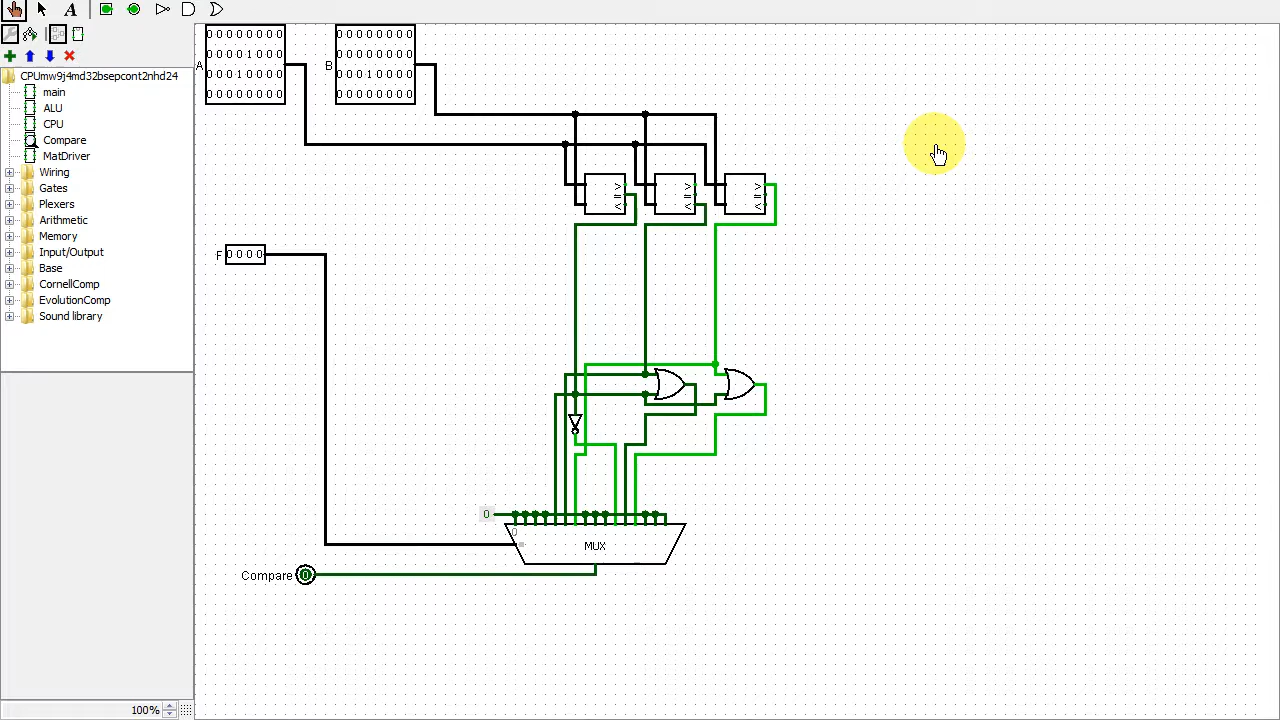 A
CPUmw9j4md32bsepcont2nhd24
main
ALU
CPU
Compare
MatDriver
Wiring
Gates
Plexers
Arithmetic
Memory
Input/Output
Base
CornellComp
EvolutionComp
Sound library
100%
0 0 0 0 0 0 0 0
0 0 0 0 1 0 0 0
0 0 0 1 0 0 0 0
0 0 0 0 0 0 0 0
A
0 0 0 0 0 0 0 0
0 0 0 0 0 0 0 0
0 0 0 1 0 0 0 0
0 0 0 0 0 0 0 0
B
> = <
> = <
> = <
F 0 0 0 0
0
0
MUX
Compare 0